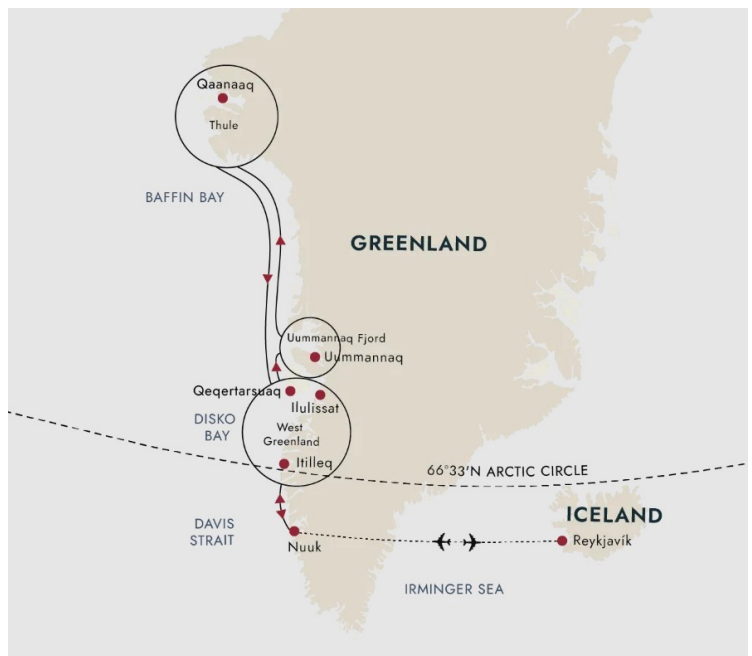 Qaanaaq
Thule
BAFFIN BAY
GREENLAND
Uummannaq Fjord
Uummannaq
Qeqertarsuaq
Ilulissat
DISKO
BAY
West
Greenland
Itilleq
66°33'N ARCTIC CIRCLE
ICELAND
DAVIS
STRAIT
Nuuk
Reykjavík
IRMINGER SEA